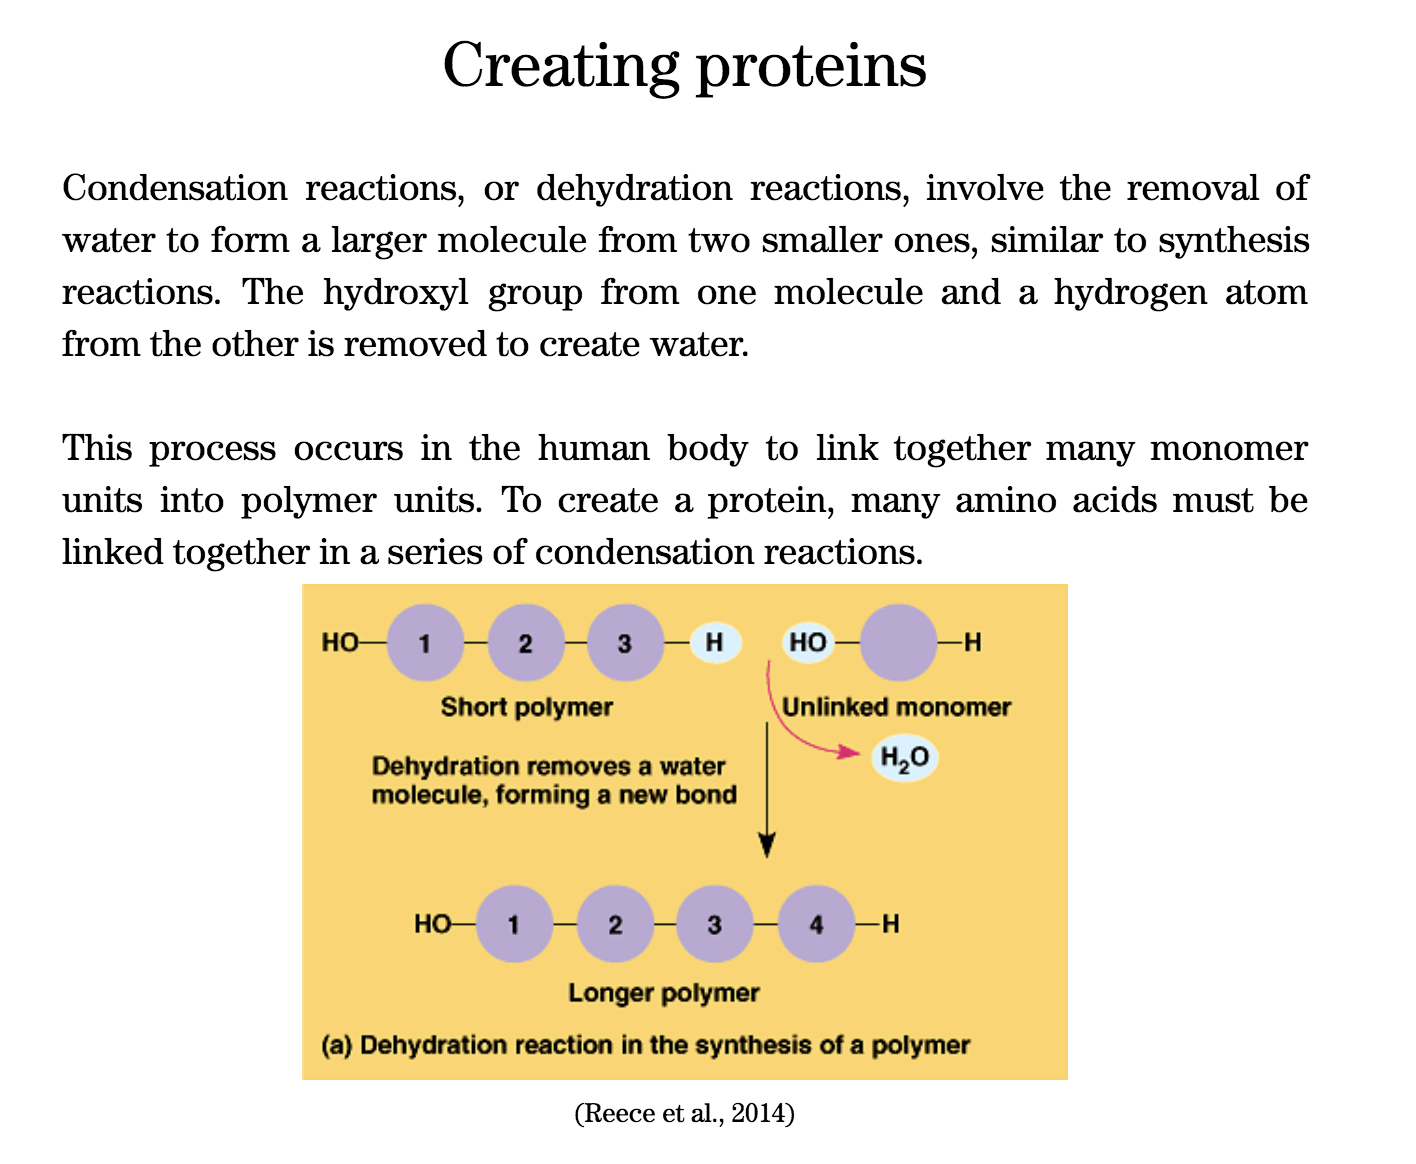 Creating proteins
Condensation reactions, or dehydration reactions, involve the removal of
water to form a larger molecule from two smaller ones, similar to synthesis
reactions. The hydroxyl group from one molecule and a hydrogen atom
from the other is removed to create water.
This process occurs in the human body to link together many monomer
units into polymer units. To create a protein, many amino acids must be
linked together in a series of condensation reactions.
HO 1 2 3 H HO H
Short polymer Unlinked monomer
H₂O
Dehydration removes a water
molecule, forming a new bond
HO 1 2 3 4 H
Longer polymer
(a) Dehydration reaction in the synthesis of a polymer
(Reece et al., 2014)